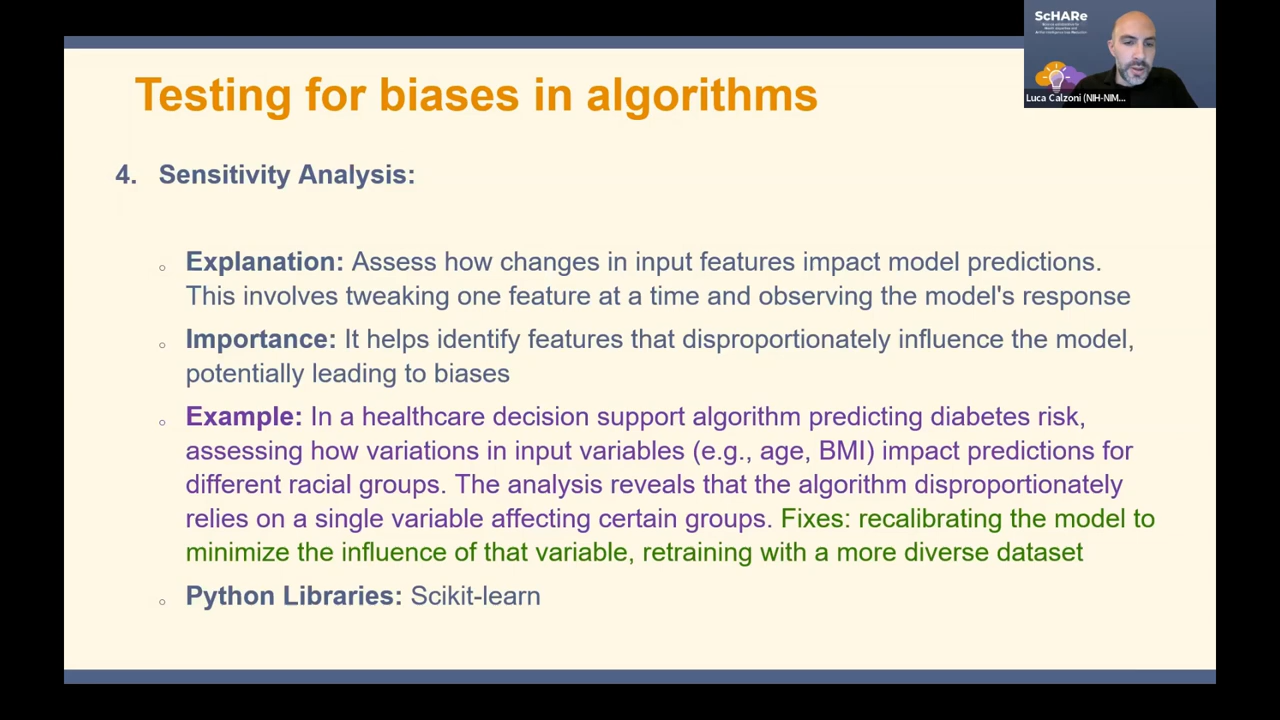 ScHARe
Testing for biases in algorithms
Luca Calzoni (NIH-NIM...
4. Sensitivity Analysis:
Explanation: Assess how changes in input features impact model predictions.
This involves tweaking one feature at a time and observing the model's response
Importance: It helps identify features that disproportionately influence the model,
potentially leading to biases
Example: In a healthcare decision support algorithm predicting diabetes risk,
assessing how variations in input variables (e.g., age, BMI) impact predictions for
different racial groups. The analysis reveals that the algorithm disproportionately
relies on a single variable affecting certain groups. Fixes: recalibrating the model to
minimize the influence of that variable, retraining with a more diverse dataset
Python Libraries: Scikit-learn